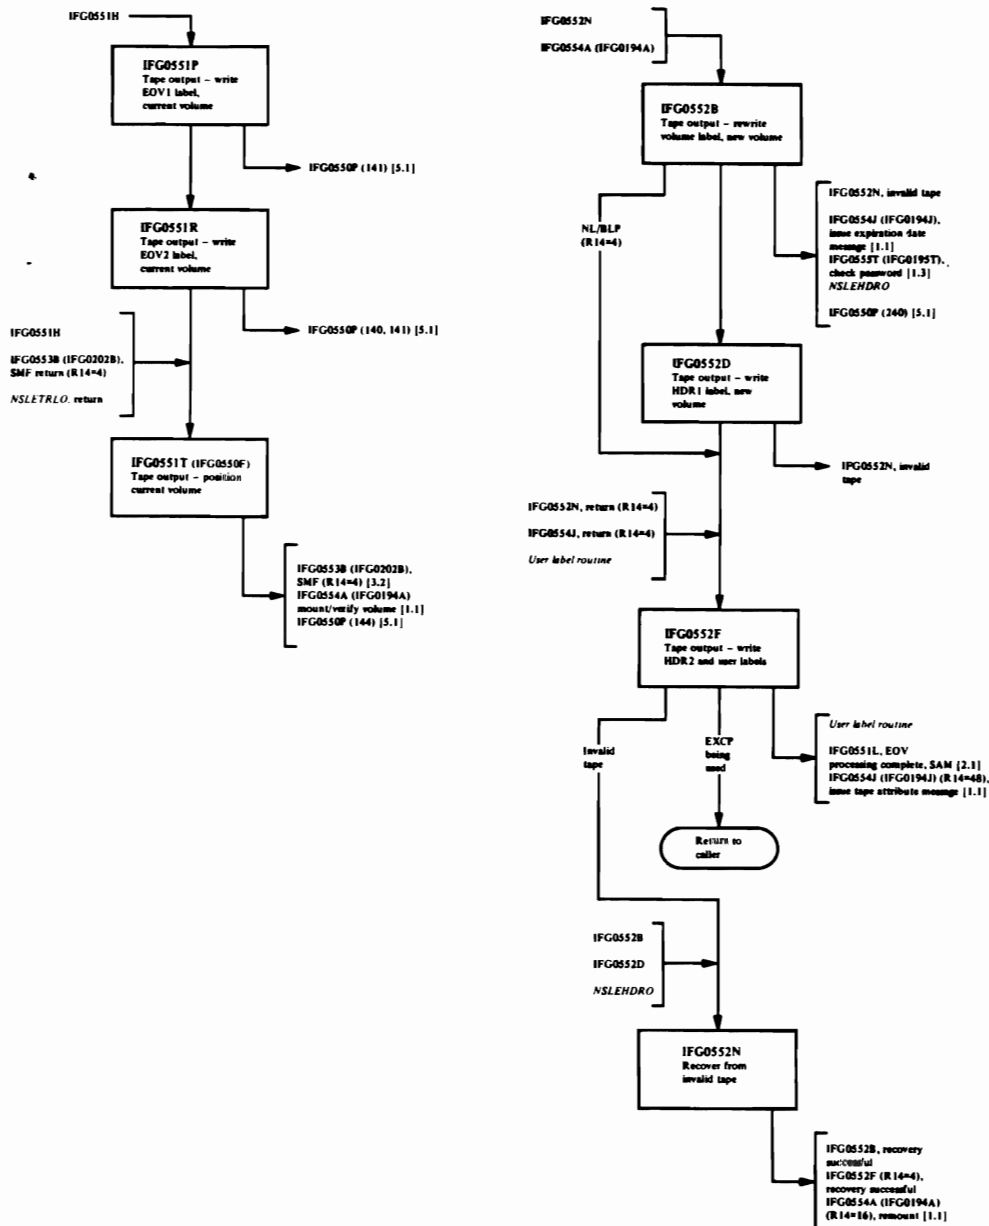 IFG0551H
IFG0551P
Tape output – write
EOV1 label,
current volume
IFG0550P (141) [5.1]
IFG0551R
Tape output – write
EOV2 label,
current volume
IFG0550P (140, 141) [5.1]
IFG0551H
IFG0553B (IFG0202B),
SMF return (R14=4)
NSLETRLO, return
IFG0551T (IFG0550F)
Tape output – position
current volume
IFG0553B (IFG0202B),
SMF (R14=4) [3.2]
IFG0554A (IFG0194A)
mount/verify volume [1.1]
IFG0550P (144) [5.1]
IFG0552N
IFG0554A (IFG0194A)
IFG0552B
Tape output – rewrite
volume label, new volume
NL/BLP
(R14=4)
IFG0552N, invalid tape
IFG0554J (IFG0194J),
issue expiration date
message [1.1]
IFG0555T (IFG0195T),
check password [1.3]
NSLEHDRO
IFG0550P (240) [5.1]
IFG0552D
Tape output – write
HDR1 label, new
volume
IFG0552N, invalid
tape
IFG0552N, return (R14=4)
IFG0554J, return (R14=4)
User label routine
IFG0552F
Tape output – write
HDR2 and user labels
Invalid
tape
EXCP
being
used
User label routine
IFG0551L, EOV
processing complete, SAM [2.1]
IFG0554J (IFG0194J) (R14=48),
issue tape attribute message [1.1]
Return to
caller
IFG0552B
IFG0552D
NSLEHDRO
IFG0552N
Recover from
invalid tape
IFG0552B, recovery
successful
IFG0552F (R14=4),
recovery successful
IFG0554A (IFG0194A)
(R14=16), remount [1.1]